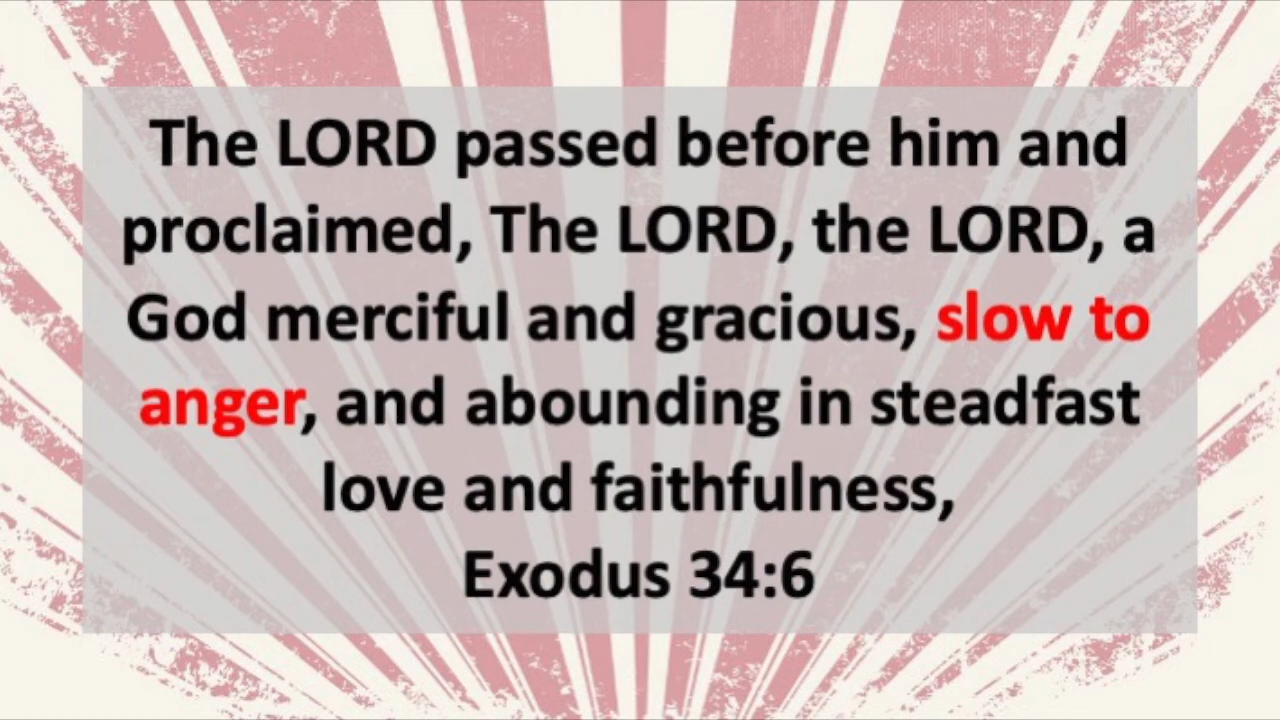 The LORD passed before him and
proclaimed, The LORD, the LORD, a
God merciful and gracious, slow to
anger, and abounding in steadfast
love and faithfulness,
Exodus 34:6